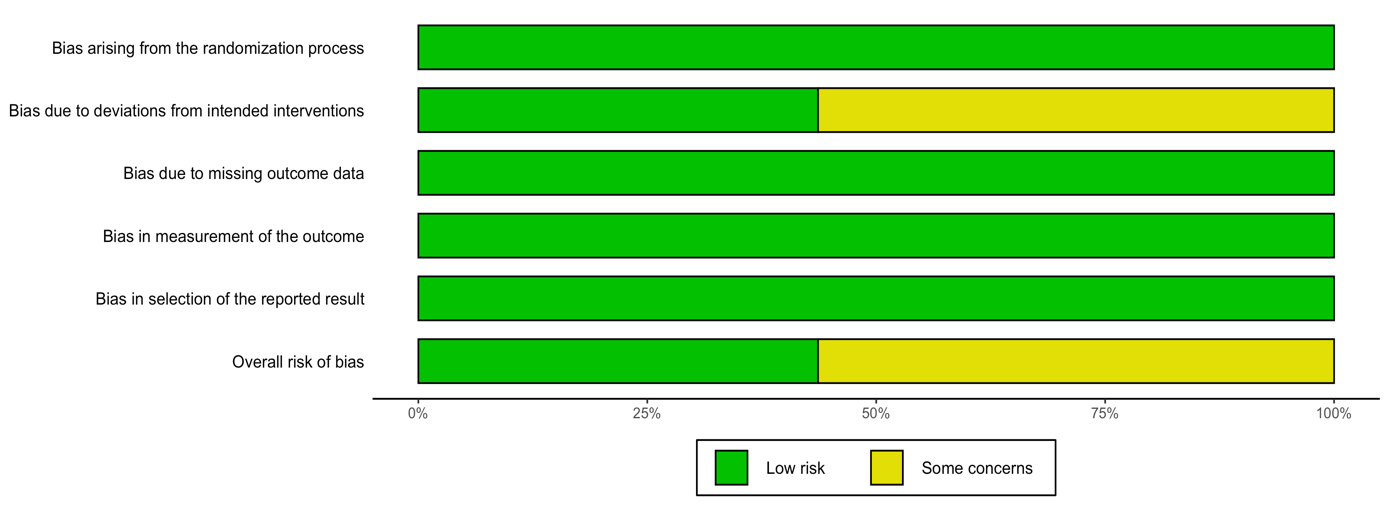 Bias arising from the randomization process
Bias due to deviations from intended interventions
Bias due to missing outcome data
Bias in measurement of the outcome
Bias in selection of the reported result
Overall risk of bias
0% 25% 50% 75% 100%
Low risk Some concerns